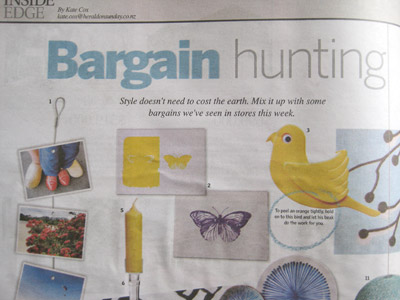 INSIDE
EDGE
By Kate Cox
kate.cox@heraldonsunday.co.nz
Bargain hunting
Style doesn't need to cost the earth. Mix it up with some
bargains we've seen in stores this week.
1
2
3
To peel an orange tightly hold
on to this bird and let his beak
do the work for you.
5
6
11